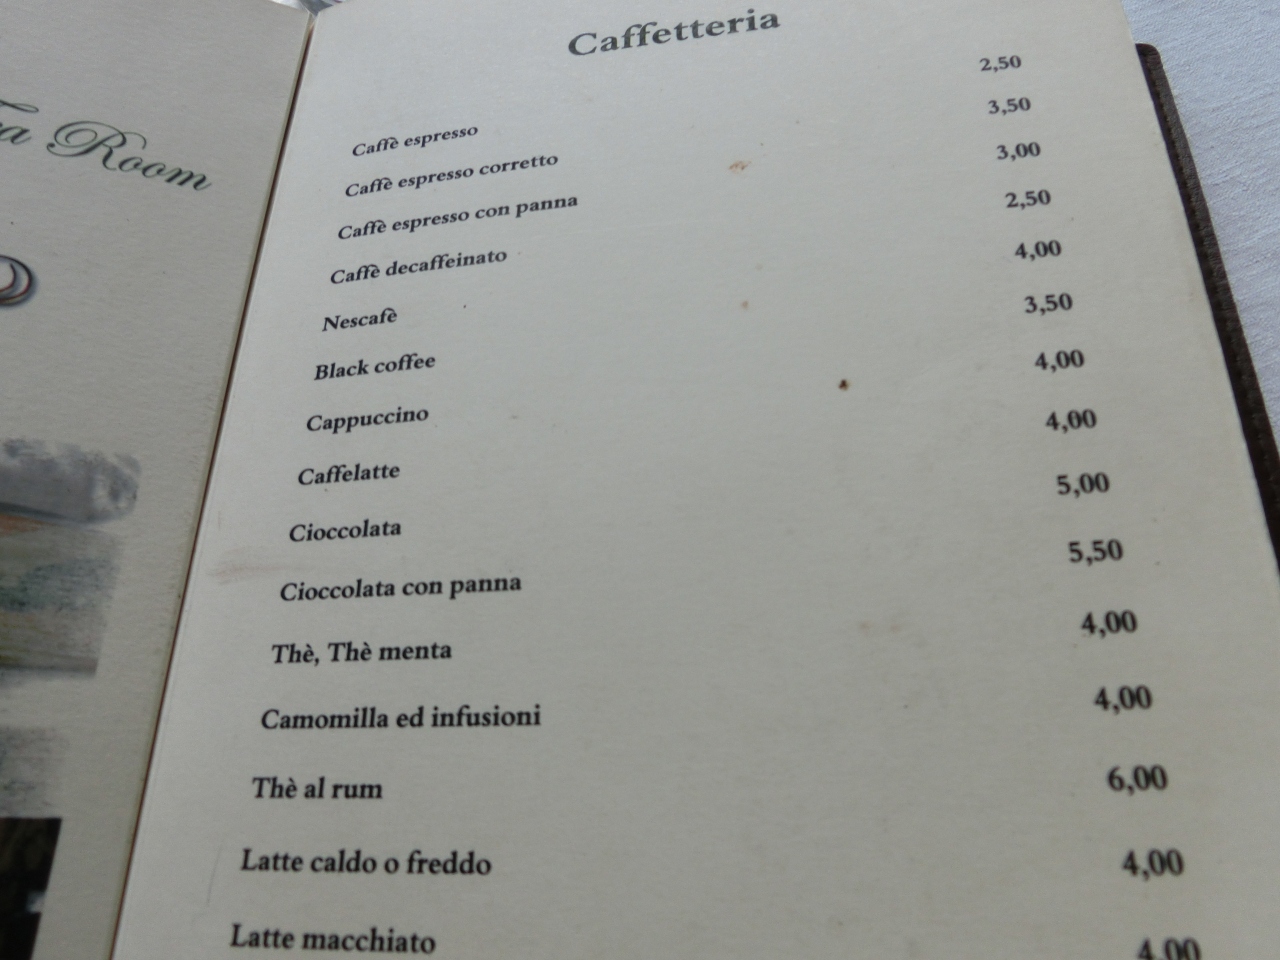 Room
Caffetteria
Caffè espresso 2,50
Caffè espresso corretto 3,50
Caffè espresso con panna 3,00
Caffè decaffeinato 2,50
Nescafè 4,00
Black coffee 3,50
Cappuccino 4,00
Caffelatte 4,00
Cioccolata 5,00
Cioccolata con panna 5,50
Thè, Thè menta 4,00
Camomilla ed infusioni 4,00
Thè al rum 6,00
Latte caldo o freddo 4,00
Latte macchiato 4,00